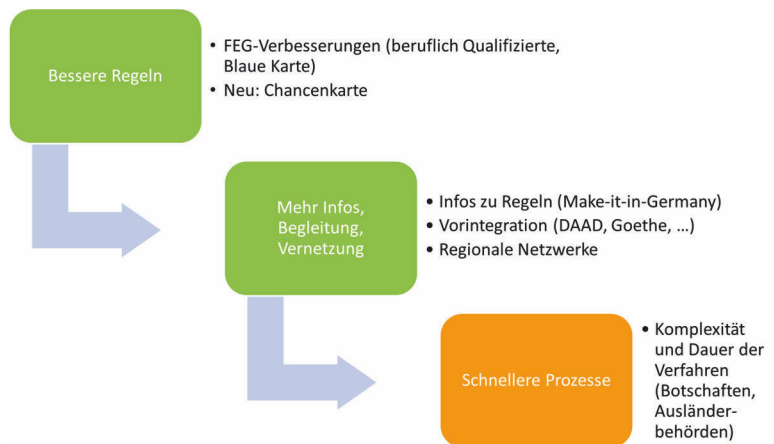 Bessere Regeln
• FEG-Verbesserungen (beruflich Qualifizierte,
Blaue Karte)
• Neu: Chancenkarte
Mehr Infos,
Begleitung,
Vernetzung
• Infos zu Regeln (Make-it-in-Germany)
• Vorintegration (DAAD, Goethe, …)
• Regionale Netzwerke
Schnellere Prozesse
• Komplexität
und Dauer der
Verfahren
(Botschaften,
Ausländer-
behörden)